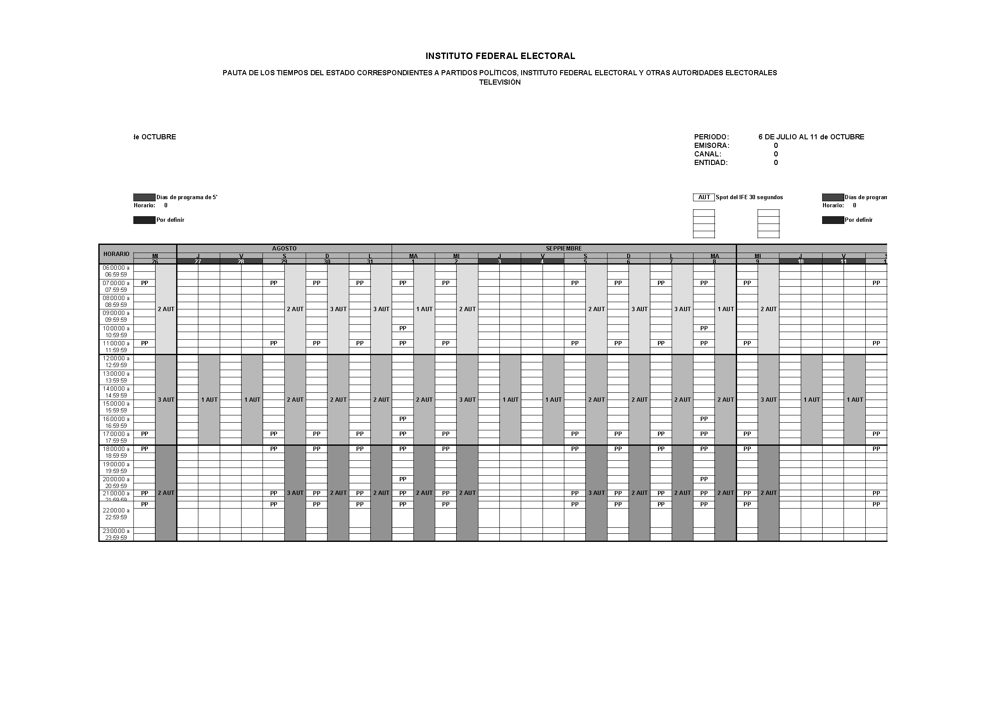 INSTITUTO FEDERAL ELECTORAL
PAUTA DE LOS TIEMPOS DEL ESTADO CORRESPONDIENTES A PARTIDOS POLÍTICOS, INSTITUTO FEDERAL ELECTORAL Y OTRAS AUTORIDADES ELECTORALES
TELEVISIÓN
de OCTUBRE PERIODO: 6 DE JULIO AL 11 de OCTUBRE
EMISORA: 0
CANAL: 0
ENTIDAD: 0
Días de programa de 5' AUT Spot del IFE 30 segundos Días de program
Horario: 0 Horario: 0
Por definir Por definir
HORARIO AGOSTO SEPPIEMBRE
MI J V S D L MA MI J V S D L MA MI J V S
26 27 28 29 30 31 1 2 3 4 5 6 7 8 9 10 11 1
06:00:00 a
06:59:59
07:00:00 a PP PP PP PP PP PP PP PP PP PP PP PP
07:59:59
08:00:00 a
08:59:59
2 AUT 2 AUT 3 AUT 3 AUT 1 AUT 2 AUT 2 AUT 3 AUT 3 AUT 1 AUT 2 AUT
09:00:00 a
09:59:59
10:00:00 a PP PP
10:59:59
11:00:00 a PP PP PP PP PP PP PP PP PP PP PP PP
11:59:59
12:00:00 a
12:59:59
13:00:00 a
13:59:59
14:00:00 a
14:59:59
3 AUT 1 AUT 1 AUT 2 AUT 2 AUT 2 AUT 2 AUT 3 AUT 1 AUT 1 AUT 2 AUT 2 AUT 2 AUT 2 AUT 3 AUT 1 AUT 1 AUT
15:00:00 a
15:59:59
16:00:00 a PP PP
16:59:59
17:00:00 a PP PP PP PP PP PP PP PP PP PP PP PP
17:59:59
18:00:00 a PP PP PP PP PP PP PP PP PP PP PP PP
18:59:59
19:00:00 a
19:59:59
20:00:00 a PP PP
20:59:59
21:00:00 a PP 2 AUT PP 3 AUT PP 2 AUT PP 2 AUT PP 2 AUT PP 2 AUT PP 3 AUT PP 2 AUT PP 2 AUT PP 2 AUT PP 2 AUT PP
21:59:59
PP PP PP PP PP PP PP PP PP PP PP PP
22:00:00 a
22:59:59
23:00:00 a
23:59:59